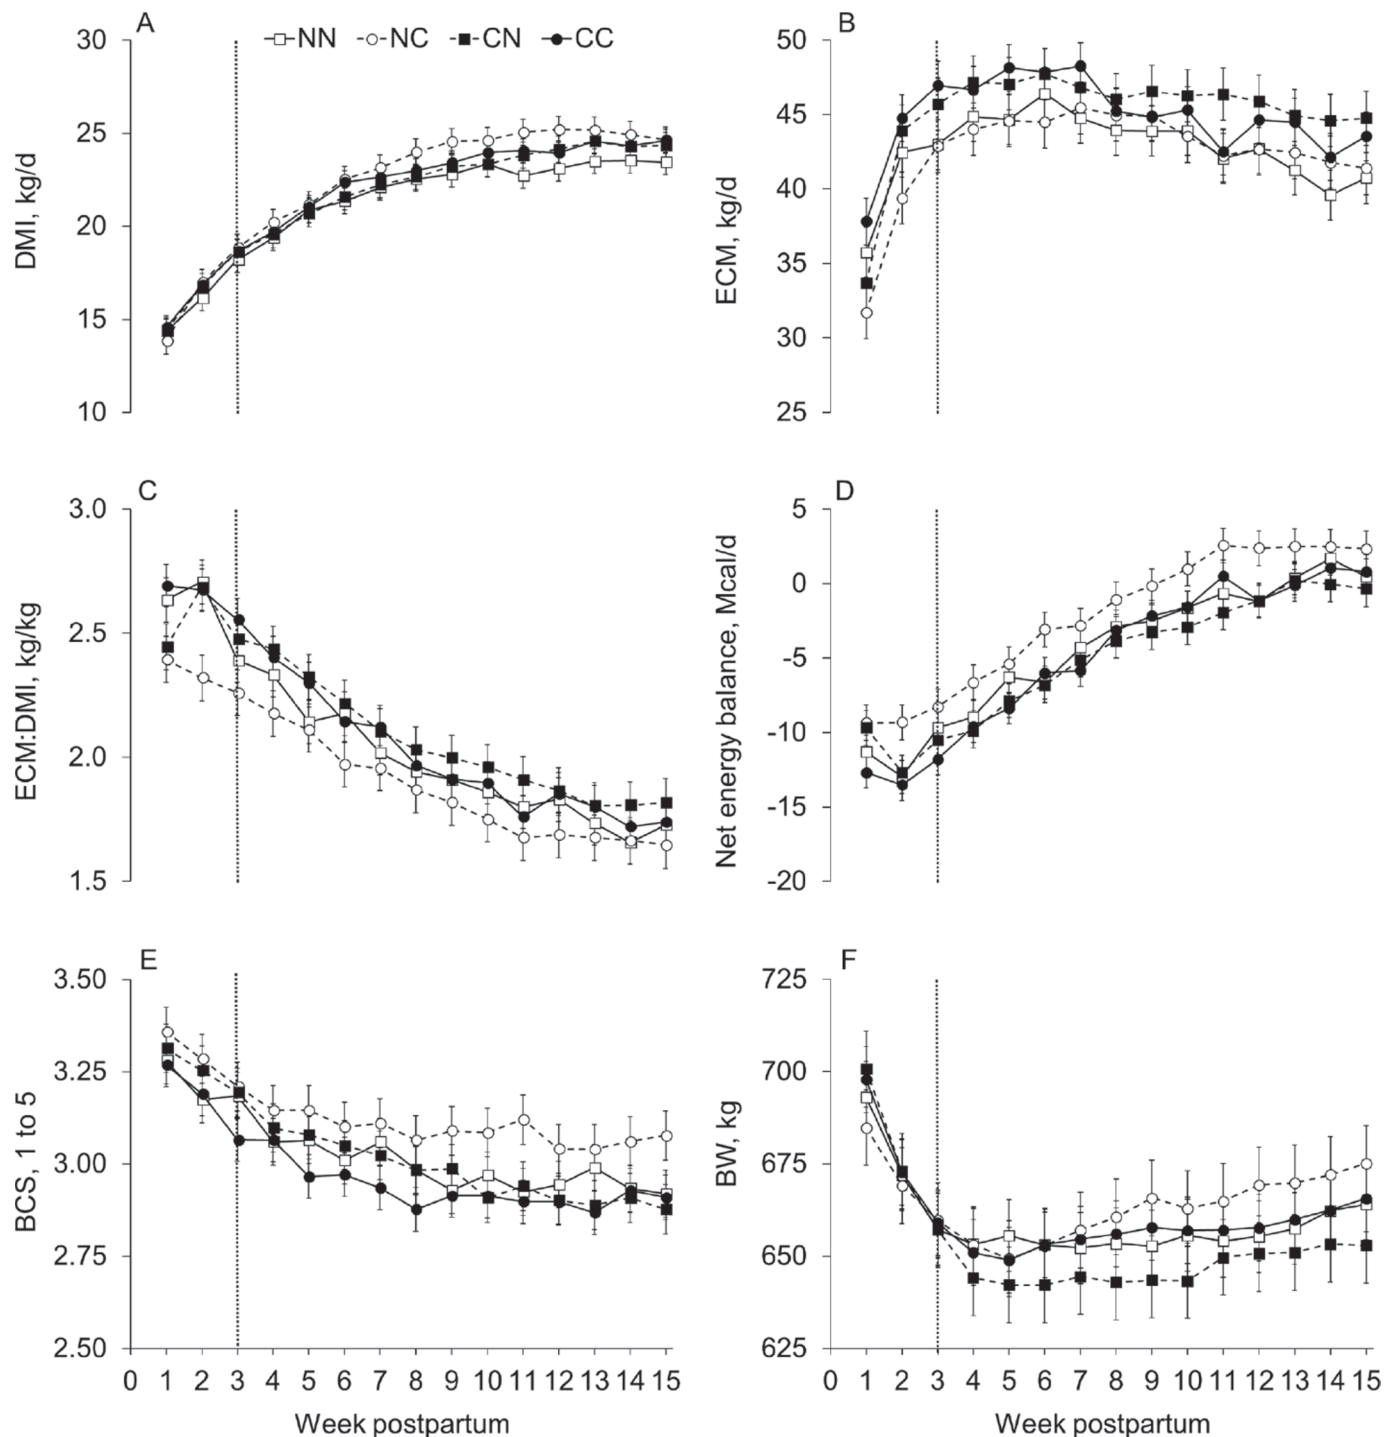 A
NN NC CN CC
30
25
20
15
10
DMI, kg/d
B
50
45
40
35
30
25
ECM, kg/d
C
3.0
2.5
2.0
1.5
ECM:DMI, kg/kg
D
5
0
-5
-10
-15
-20
Net energy balance, Mcal/d
E
3.50
3.25
3.00
2.75
2.50
BCS, 1 to 5
0 1 2 3 4 5 6 7 8 9 10 11 12 13 14 15
Week postpartum
F
725
700
675
650
625
BW, kg
0 1 2 3 4 5 6 7 8 9 10 11 12 13 14 15
Week postpartum